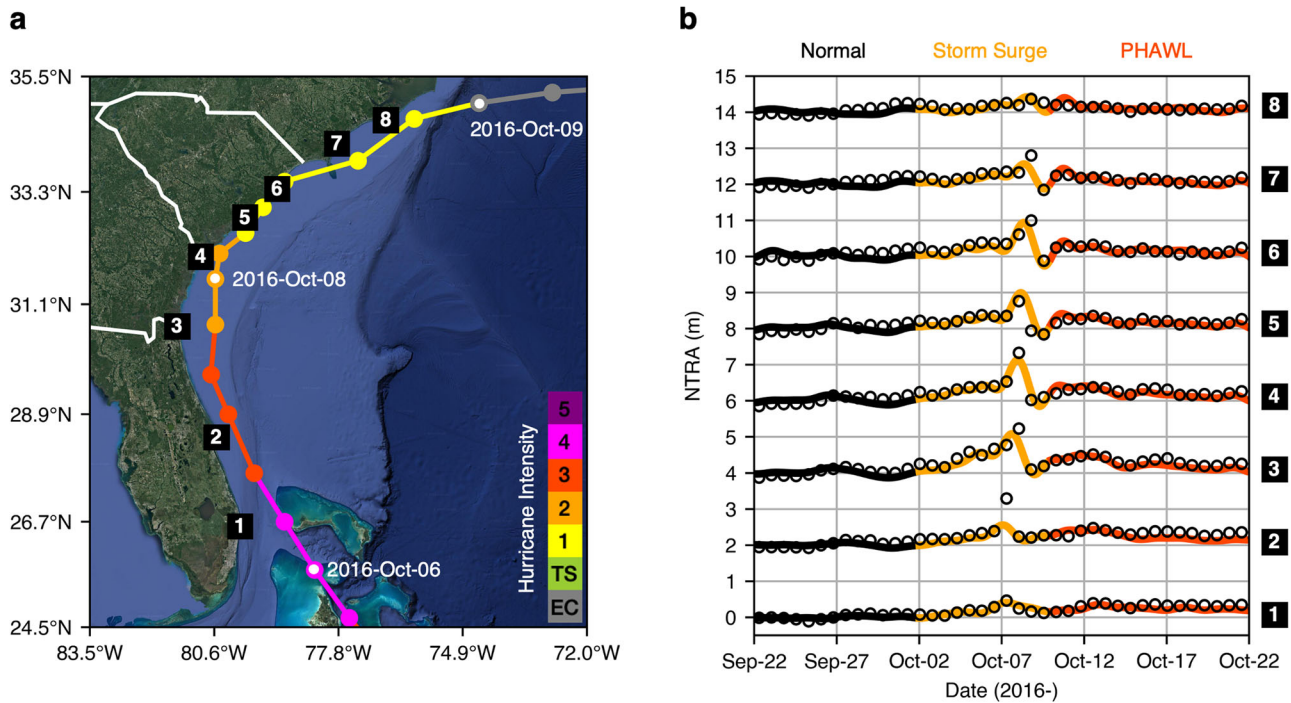 a
35.5°N
33.3°N
31.1°N
28.9°N
26.7°N
24.5°N
83.5°W
80.6°W
77.8°W
74.9°W
72.0°W
8
7
6
5
4
3
2
1
2016-Oct-09
2016-Oct-08
2016-Oct-06
Hurricane Intensity
5
4
3
2
1
TS
EC
b
Normal
Storm Surge
PHAWL
NTRA (m)
15
14
13
12
11
10
9
8
7
6
5
4
3
2
1
0
8
7
6
5
4
3
2
1
Sep-22
Sep-27
Oct-02
Oct-07
Oct-12
Oct-17
Oct-22
Date (2016-)